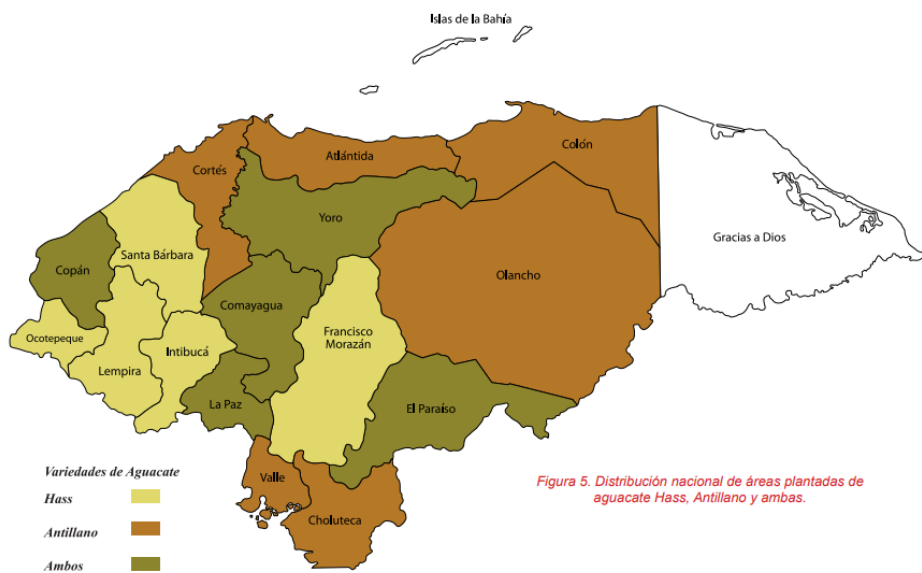 Islas de la Bahía
Colón
Atlántida
Cortés
Yoro
Gracias a Dios
Santa Bárbara
Copán
Olancho
Comayagua
Francisco
Morazán
Ocotepeque
Intibucá
Lempira
La Paz
El Paraíso
Valle
Choluteca
Variedades de Aguacate
Hass
Antillano
Ambos
Figura 5. Distribución nacional de áreas plantadas de
aguacate Hass, Antillano y ambas.